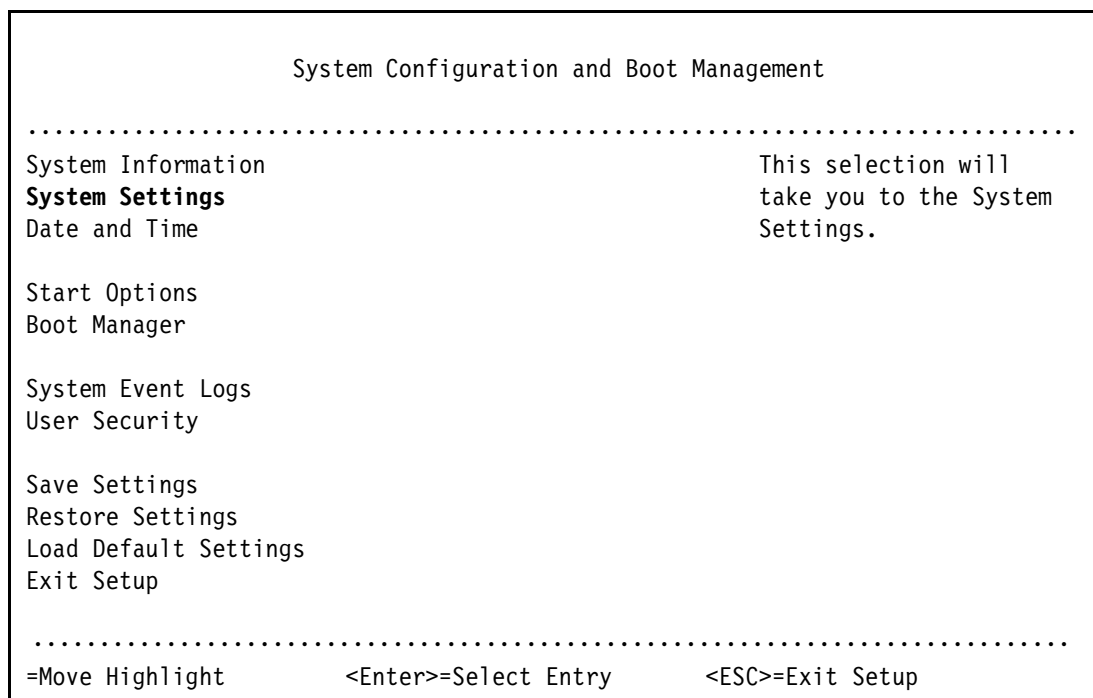 System Configuration and Boot Management
................................................................................
System Information This selection will
System Settings take you to the System
Date and Time Settings.
Start Options
Boot Manager
System Event Logs
User Security
Save Settings
Restore Settings
Load Default Settings
Exit Setup
...............................................................................
=Move Highlight <Enter>=Select Entry <ESC>=Exit Setup